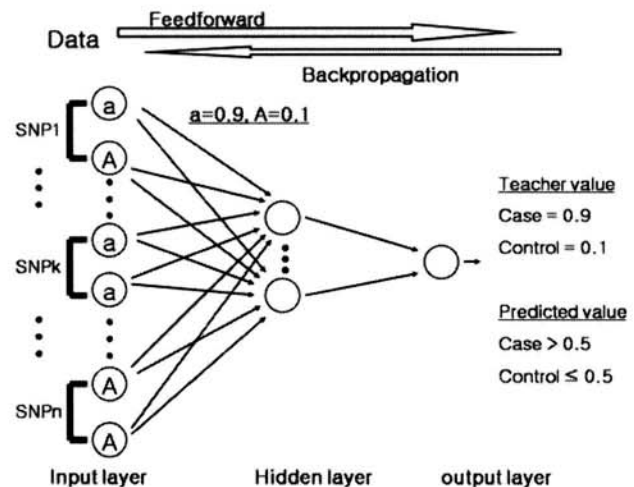 Feedforward
Data
Backpropagation
a=0.9, A=0.1
a
SNP1
A
Teacher value
Case = 0.9
Control = 0.1
a
SNPk
a
Predicted value
Case > 0.5
Control ≤ 0.5
A
SNPn
A
Input layer Hidden layer output layer